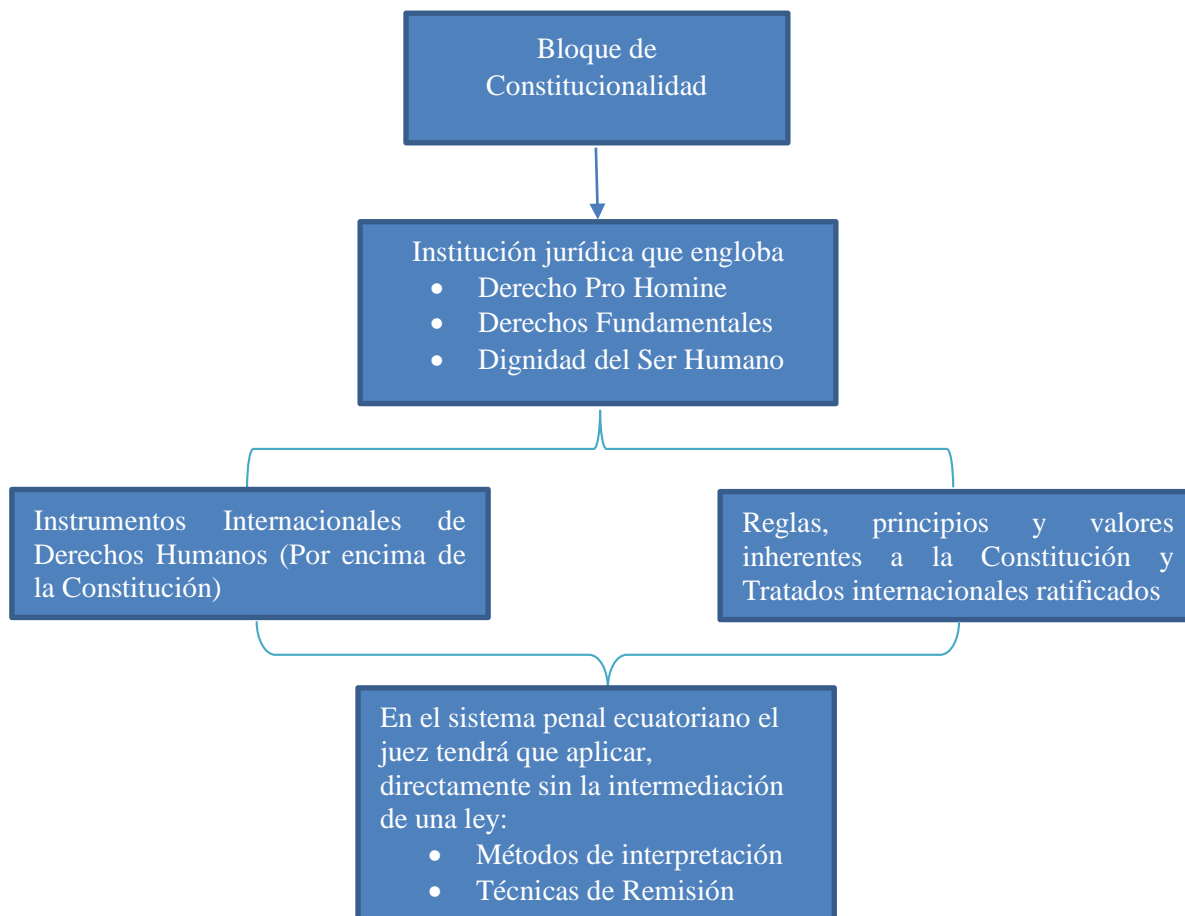 Bloque de
Constitucionalidad
Institución jurídica que engloba
• Derecho Pro Homine
• Derechos Fundamentales
• Dignidad del Ser Humano
Instrumentos Internacionales de
Derechos Humanos (Por encima de
la Constitución)
Reglas, principios y valores
inherentes a la Constitución y
Tratados internacionales ratificados
En el sistema penal ecuatoriano el
juez tendrá que aplicar,
directamente sin la intermediación
de una ley:
• Métodos de interpretación
• Técnicas de Remisión